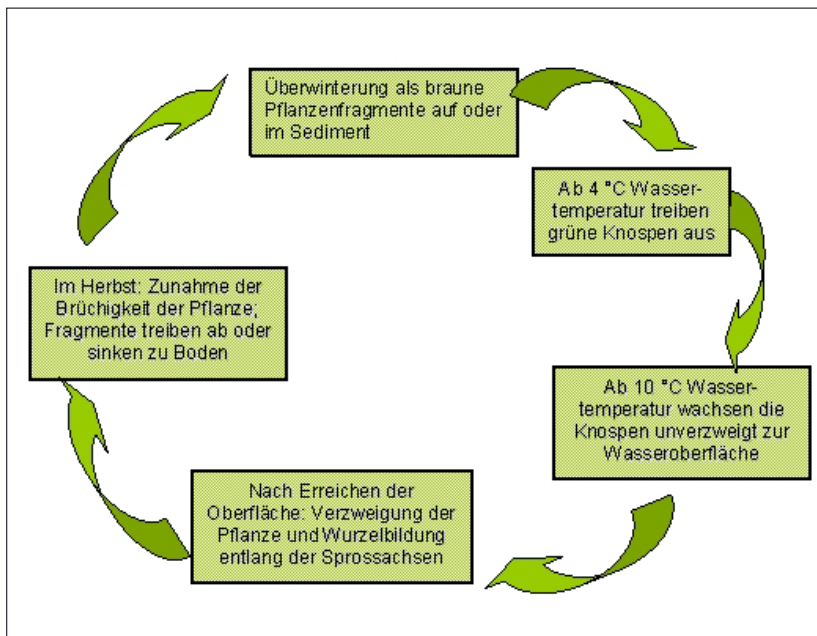 Überwinterung als braune
Pflanzenfragmente auf oder
im Sediment
Ab 4 °C Wasser-
temperatur treiben
grüne Knospen aus
Ab 10 °C Wasser-
temperatur wachsen die
Knospen unverzweigt zur
Wasseroberfläche
Nach Erreichen der
Oberfläche: Verzweigung der
Pflanze und Wurzelbildung
entlang der Sprossachsen
Im Herbst: Zunahme der
Brüchigkeit der Pflanze;
Fragmente treiben ab oder
sinken zu Boden